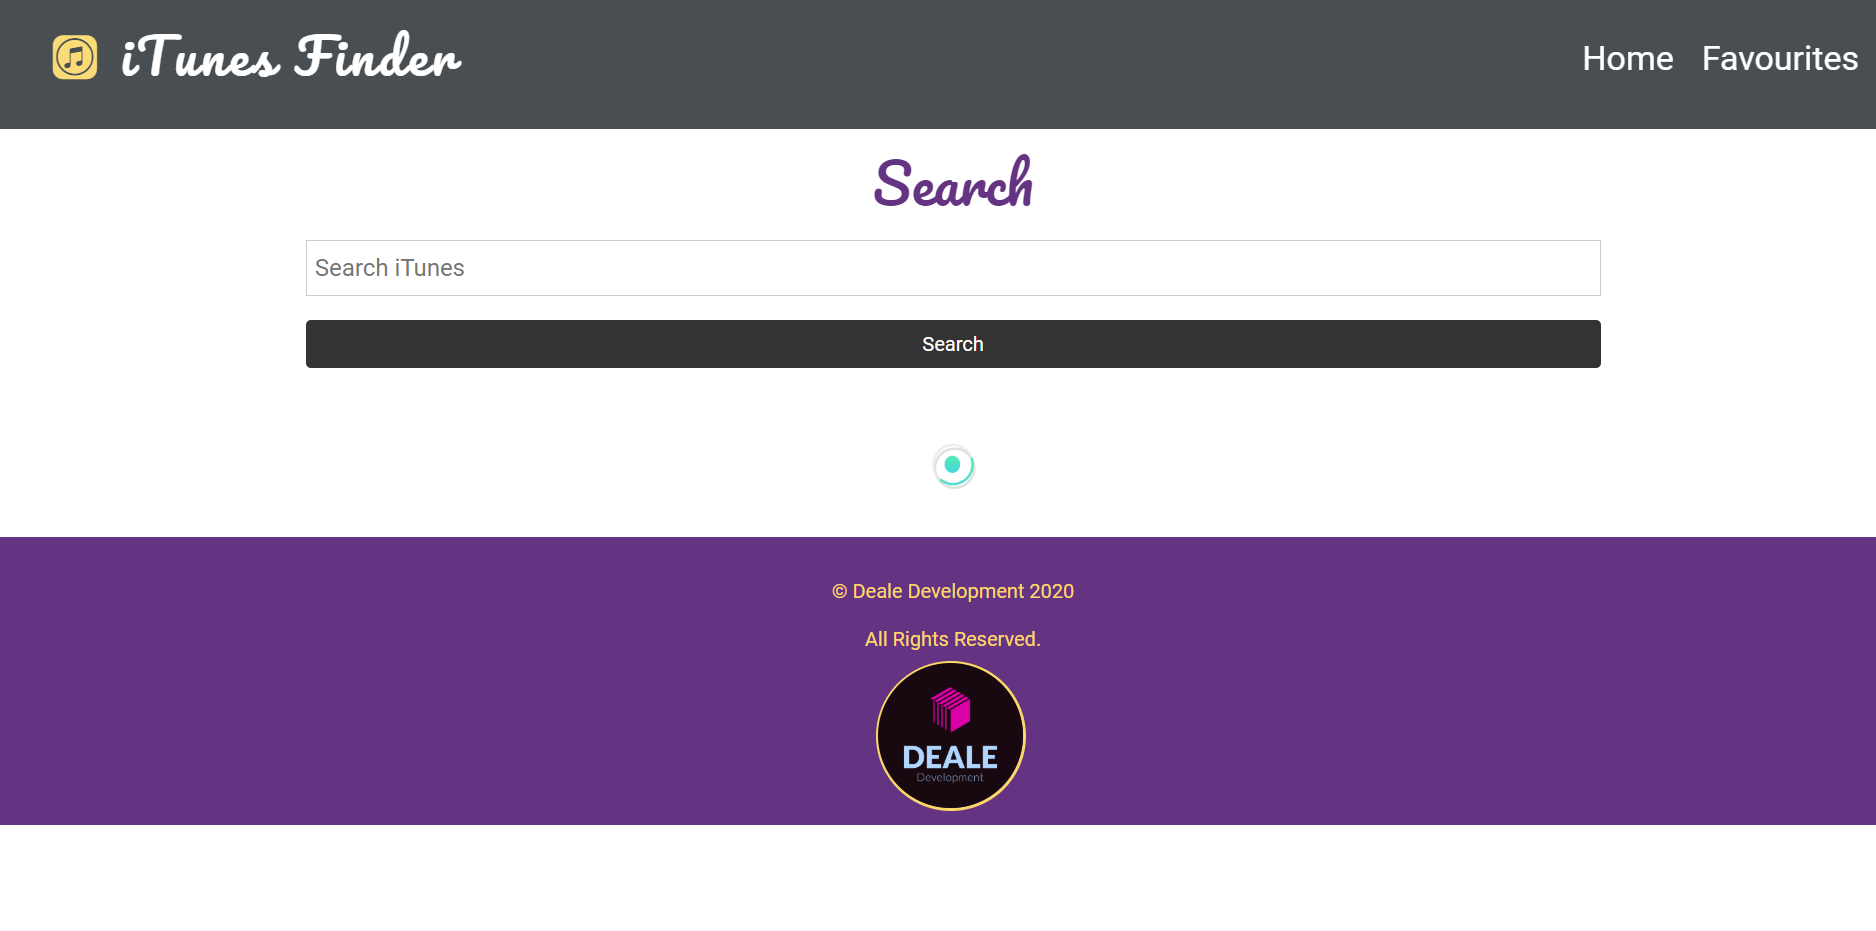 iTunes Finder
Home Favourites
Search
Search iTunes
Search
© Deale Development 2020
All Rights Reserved.
DEALE
Development